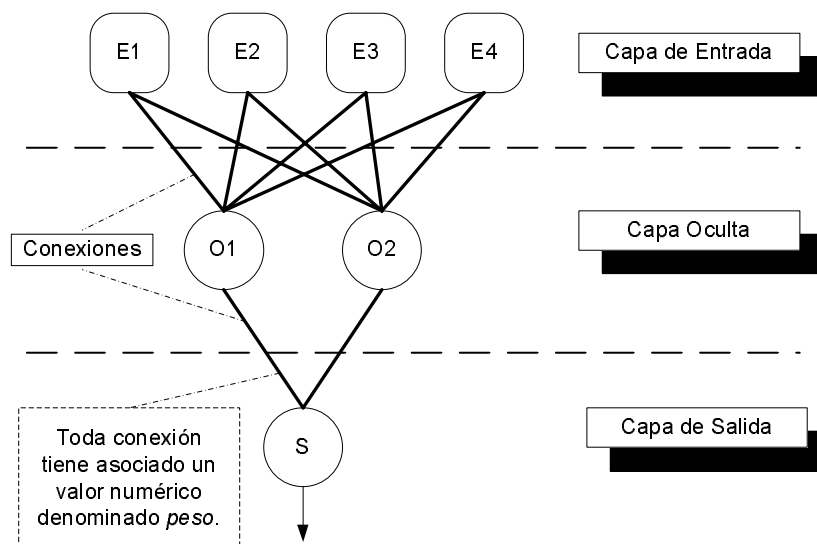 E1
E2
E3
E4
Capa de Entrada
Conexiones
O1
O2
Capa Oculta
Toda conexión
tiene asociado un
valor numérico
denominado peso.
S
Capa de Salida